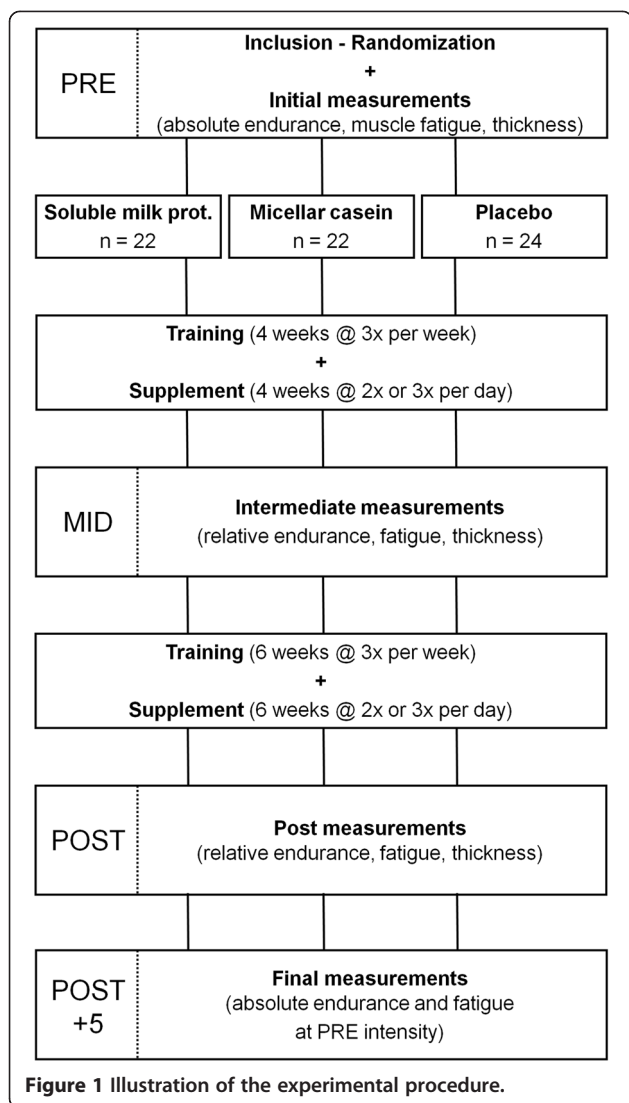 PRE
Inclusion - Randomization
+
Initial measurements
(absolute endurance, muscle fatigue, thickness)
Soluble milk prot.
n = 22
Micellar casein
n = 22
Placebo
n = 24
Training (4 weeks @ 3x per week)
+
Supplement (4 weeks @ 2x or 3x per day)
MID
Intermediate measurements
(relative endurance, fatigue, thickness)
Training (6 weeks @ 3x per week)
+
Supplement (6 weeks @ 2x or 3x per day)
POST
Post measurements
(relative endurance, fatigue, thickness)
POST
+5
Final measurements
(absolute endurance and fatigue
at PRE intensity)
Figure 1 Illustration of the experimental procedure.